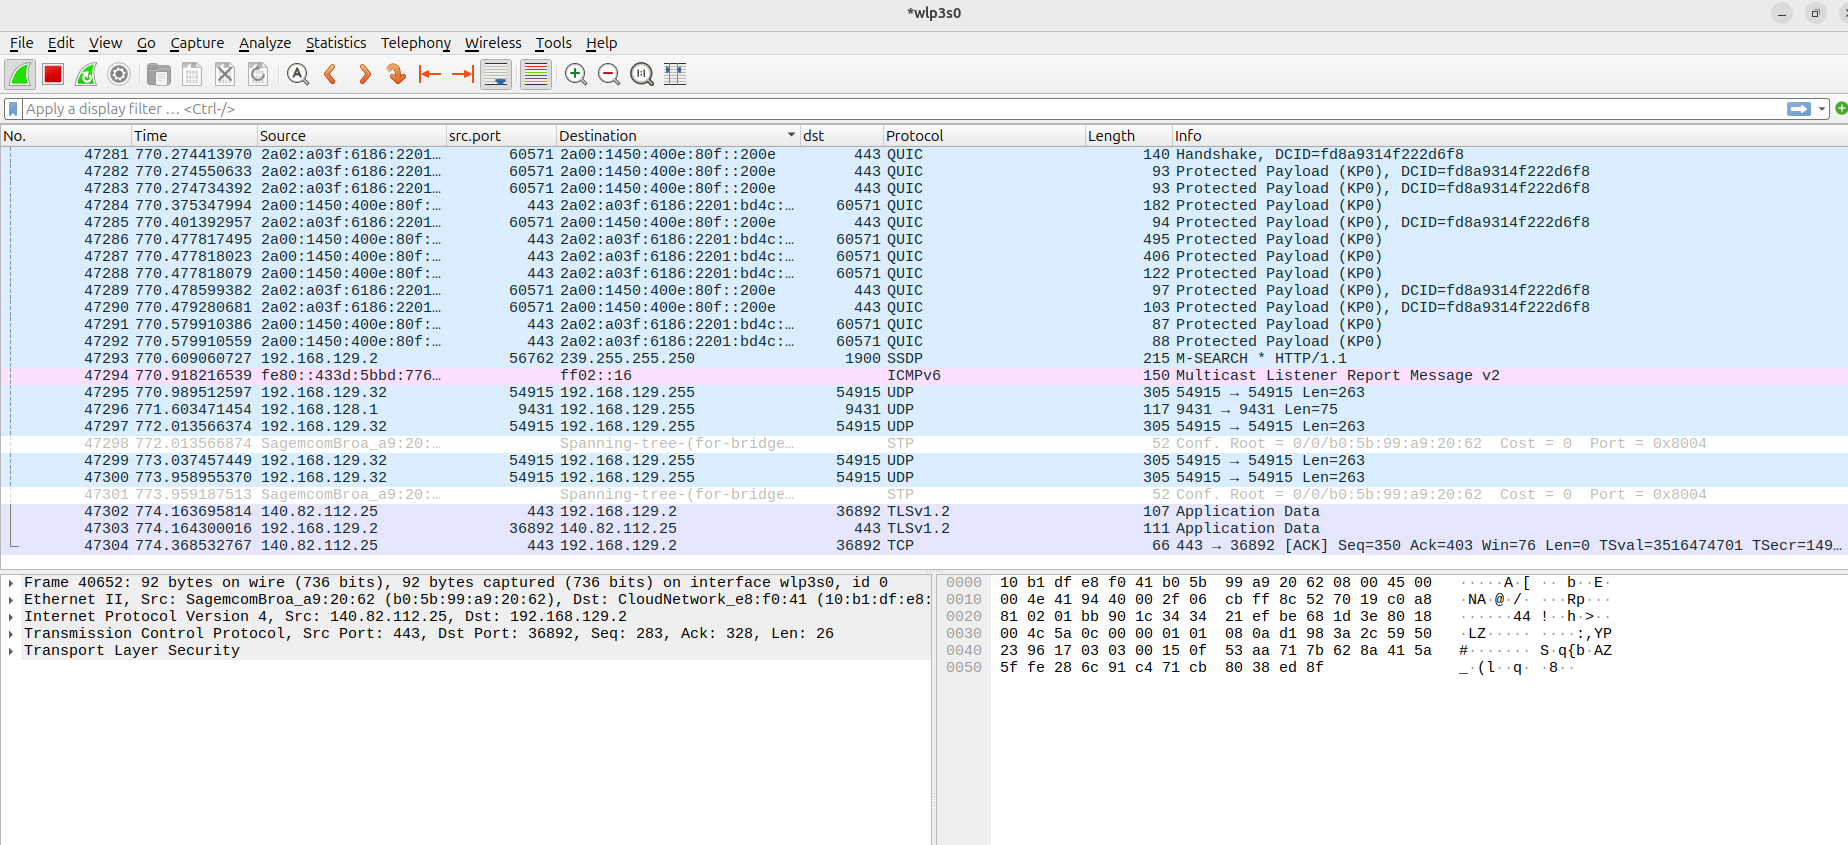 *wlp3s0
File Edit View Go Capture Analyze Statistics Telephony Wireless Tools Help
Apply a display filter … <Ctrl-/>
No. Time Source src.port Destination dst Protocol Length Info
47281 770.274413970 2a02:a03f:6186:2201… 60571 2a00:1450:400e:80f::200e 443 QUIC 140 Handshake, DCID=fd8a9314f222d6f8
47282 770.274550633 2a02:a03f:6186:2201… 60571 2a00:1450:400e:80f::200e 443 QUIC 93 Protected Payload (KP0), DCID=fd8a9314f222d6f8
47283 770.274734392 2a02:a03f:6186:2201… 60571 2a00:1450:400e:80f::200e 443 QUIC 93 Protected Payload (KP0), DCID=fd8a9314f222d6f8
47284 770.375347994 2a00:1450:400e:80f:… 443 2a02:a03f:6186:2201:bd4c:… 60571 QUIC 182 Protected Payload (KP0)
47285 770.401392957 2a02:a03f:6186:2201… 60571 2a00:1450:400e:80f::200e 443 QUIC 94 Protected Payload (KP0), DCID=fd8a9314f222d6f8
47286 770.477817495 2a00:1450:400e:80f:… 443 2a02:a03f:6186:2201:bd4c:… 60571 QUIC 495 Protected Payload (KP0)
47287 770.477818023 2a00:1450:400e:80f:… 443 2a02:a03f:6186:2201:bd4c:… 60571 QUIC 406 Protected Payload (KP0)
47288 770.477818079 2a00:1450:400e:80f:… 443 2a02:a03f:6186:2201:bd4c:… 60571 QUIC 122 Protected Payload (KP0)
47289 770.478599382 2a02:a03f:6186:2201… 60571 2a00:1450:400e:80f::200e 443 QUIC 97 Protected Payload (KP0), DCID=fd8a9314f222d6f8
47290 770.479280681 2a02:a03f:6186:2201… 60571 2a00:1450:400e:80f::200e 443 QUIC 103 Protected Payload (KP0), DCID=fd8a9314f222d6f8
47291 770.579910386 2a00:1450:400e:80f:… 443 2a02:a03f:6186:2201:bd4c:… 60571 QUIC 87 Protected Payload (KP0)
47292 770.579910559 2a00:1450:400e:80f:… 443 2a02:a03f:6186:2201:bd4c:… 60571 QUIC 88 Protected Payload (KP0)
47293 770.609060727 192.168.129.2 56762 239.255.255.250 1900 SSDP 215 M-SEARCH * HTTP/1.1
47294 770.918216539 fe80::433d:5bbd:776… ff02::16 ICMPv6 150 Multicast Listener Report Message v2
47295 770.989512597 192.168.129.32 54915 192.168.129.255 54915 UDP 305 54915 → 54915 Len=263
47296 771.603471454 192.168.128.1 9431 192.168.129.255 9431 UDP 117 9431 → 9431 Len=75
47297 772.013566374 192.168.129.32 54915 192.168.129.255 54915 UDP 305 54915 → 54915 Len=263
47298 772.013566874 SagemcomBroa_a9:20:… Spanning-tree-(for-bridge… STP 52 Conf. Root = 0/0/b0:5b:99:a9:20:62 Cost = 0 Port = 0x8004
47299 773.037457449 192.168.129.32 54915 192.168.129.255 54915 UDP 305 54915 → 54915 Len=263
47300 773.958955370 192.168.129.32 54915 192.168.129.255 54915 UDP 305 54915 → 54915 Len=263
47301 773.959187513 SagemcomBroa_a9:20:… Spanning-tree-(for-bridge… STP 52 Conf. Root = 0/0/b0:5b:99:a9:20:62 Cost = 0 Port = 0x8004
47302 774.163695814 140.82.112.25 443 192.168.129.2 36892 TLSv1.2 107 Application Data
47303 774.164300016 192.168.129.2 36892 140.82.112.25 443 TLSv1.2 111 Application Data
47304 774.368532767 140.82.112.25 443 192.168.129.2 36892 TCP 66 443 → 36892 [ACK] Seq=350 Ack=403 Win=76 Len=0 TSval=3516474701 TSecr=149…
Frame 40652: 92 bytes on wire (736 bits), 92 bytes captured (736 bits) on interface wlp3s0, id 0
Ethernet II, Src: SagemcomBroa_a9:20:62 (b0:5b:99:a9:20:62), Dst: CloudNetwork_e8:f0:41 (10:b1:df:e8:
Internet Protocol Version 4, Src: 140.82.112.25, Dst: 192.168.129.2
Transmission Control Protocol, Src Port: 443, Dst Port: 36892, Seq: 283, Ack: 328, Len: 26
Transport Layer Security
0000 10 b1 df e8 f0 41 b0 5b 99 a9 20 62 08 00 45 00 ·····A·[ ·· b··E·
0010 00 4e 41 94 40 00 2f 06 cb ff 8c 52 70 19 c0 a8 ·NA·@·/· ···Rp···
0020 81 02 01 bb 90 1c 34 34 21 ef be 68 1d 3e 80 18 ······44 !··h·>··
0030 00 4c 5a 0c 00 00 01 01 08 0a d1 98 3a 2c 59 50 ·LZ····· ····:,YP
0040 23 96 17 03 03 00 15 0f 53 aa 71 7b 62 8a 41 5a #······· S·q{b·AZ
0050 5f fe 28 6c 91 c4 71 cb 80 38 ed 8f _·(l··q· ·8··